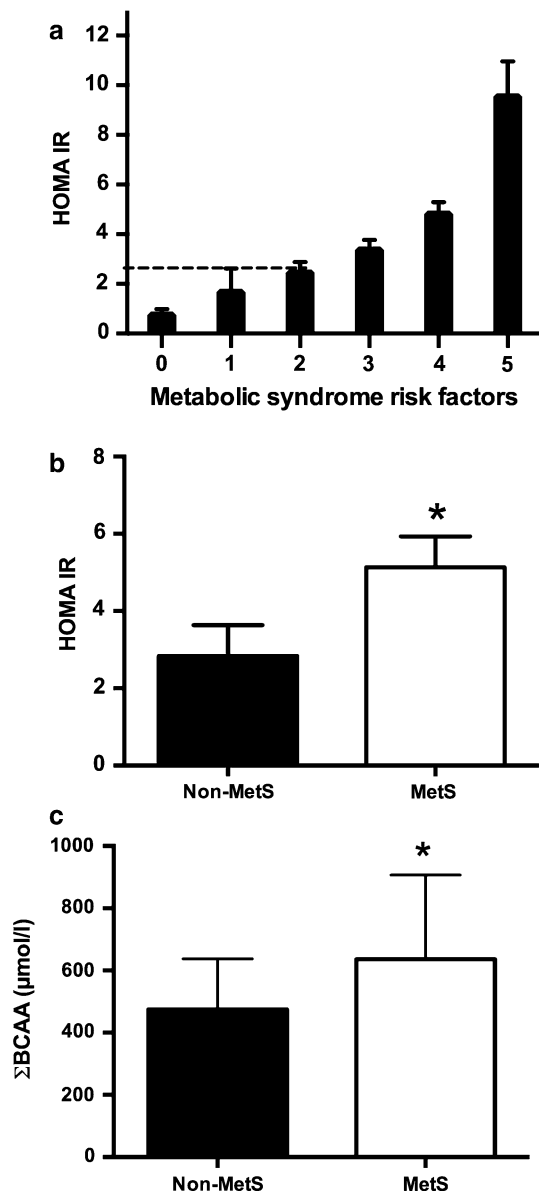 a
12
10
8
6
4
2
0
HOMA IR
0 1 2 3 4 5
Metabolic syndrome risk factors
b
8
6
4
2
0
HOMA IR
*
Non-MetS MetS
c
1000
800
600
400
200
0
ΣBCAA (µmol/l)
*
Non-MetS MetS